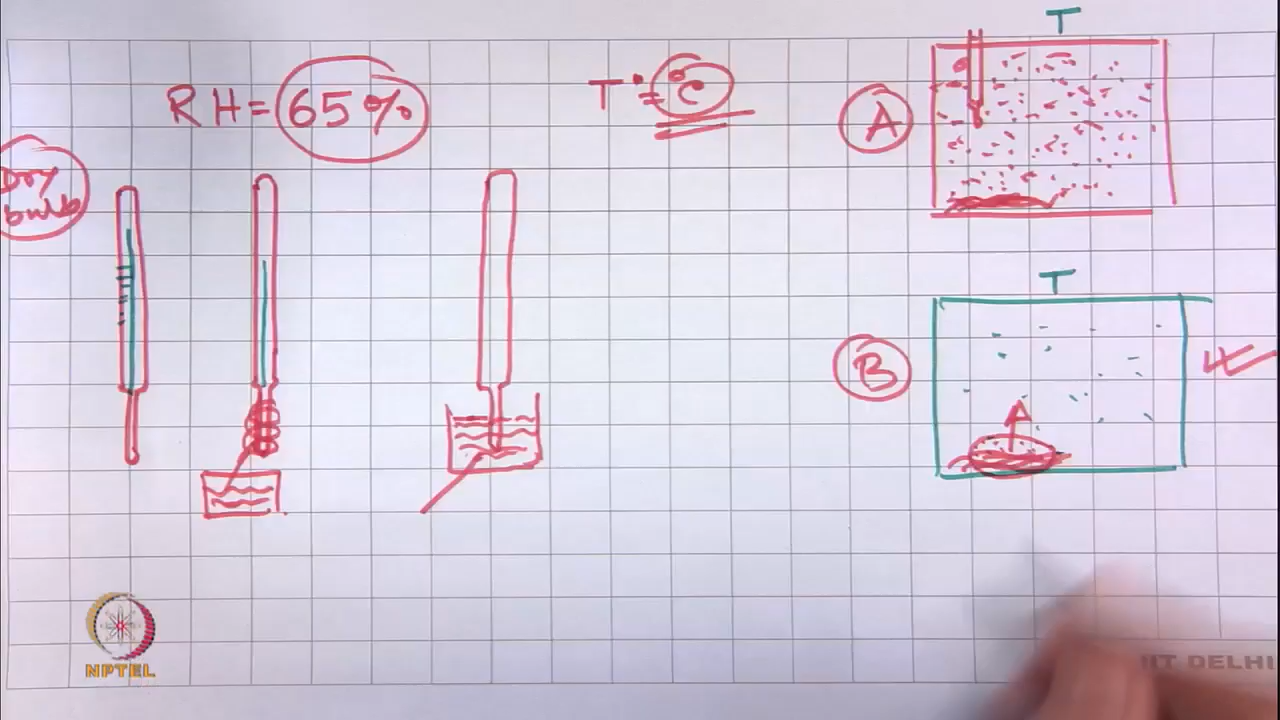 RH = 65%
T = °C
Dry
bulb
T
A
T
B
NPTEL
IIT DELHI